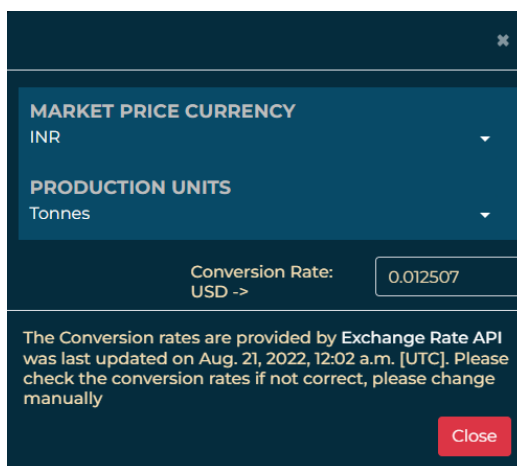 MARKET PRICE CURRENCY
INR
PRODUCTION UNITS
Tonnes
Conversion Rate:
USD ->
0.012507
The Conversion rates are provided by Exchange Rate API
was last updated on Aug. 21, 2022, 12:02 a.m. [UTC]. Please
check the conversion rates if not correct, please change
manually
Close